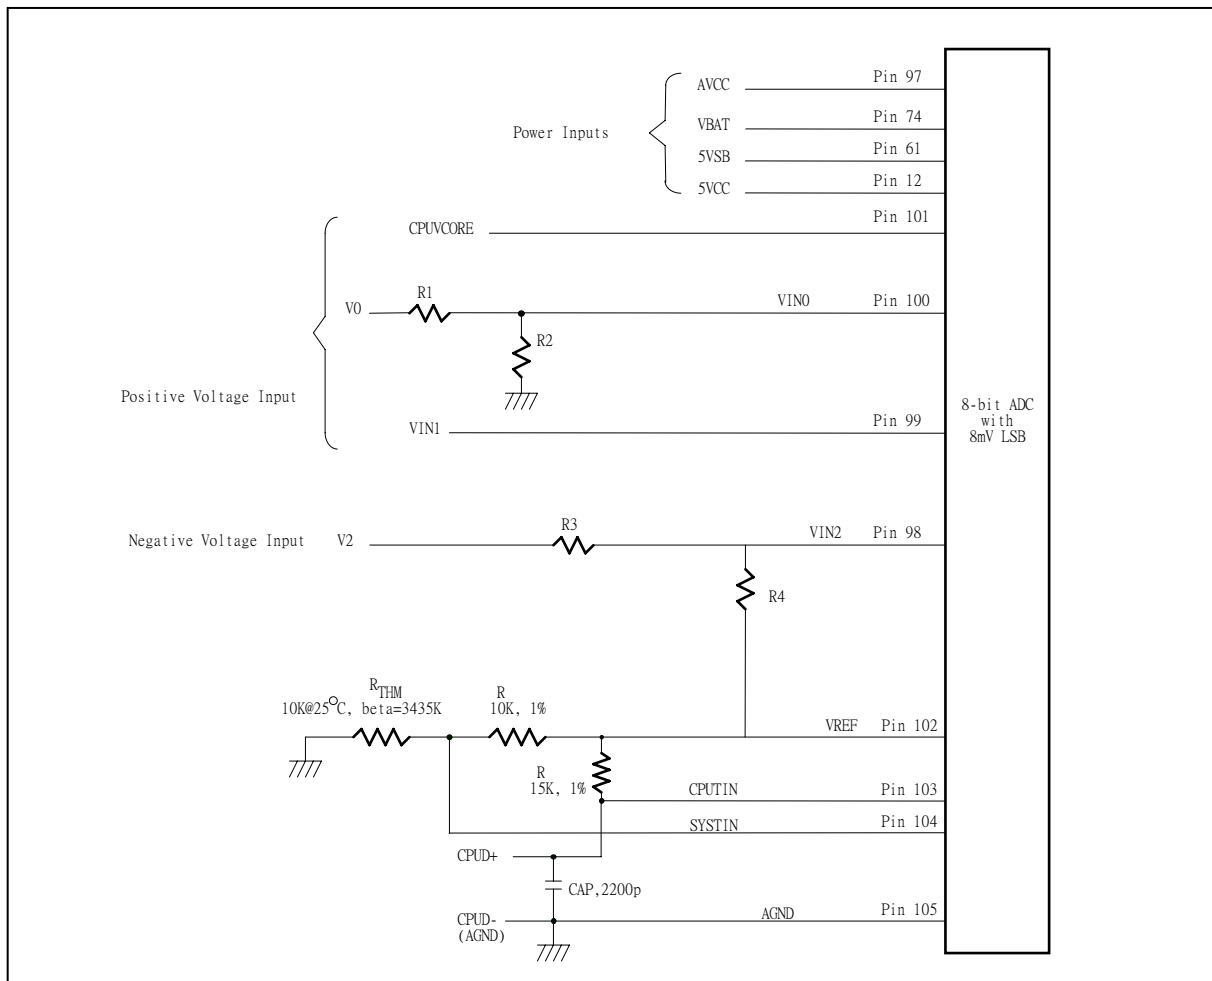 AVCC Pin 97
Power Inputs VBAT Pin 74
5VSB Pin 61
5VCC Pin 12
CPUVCORE Pin 101
R1
V0 VIN0 Pin 100
R2
Positive Voltage Input
VIN1 Pin 99
8-bit ADC
with
8mV LSB
R3
Negative Voltage Input V2 VIN2 Pin 98
R4
RTHM
10K@25°C, beta=3435K
R
10K, 1%
VREF Pin 102
R
15K, 1%
CPUTIN Pin 103
SYSTIN Pin 104
CPUD+
CAP,2200p
CPUD-
(AGND)
AGND Pin 105